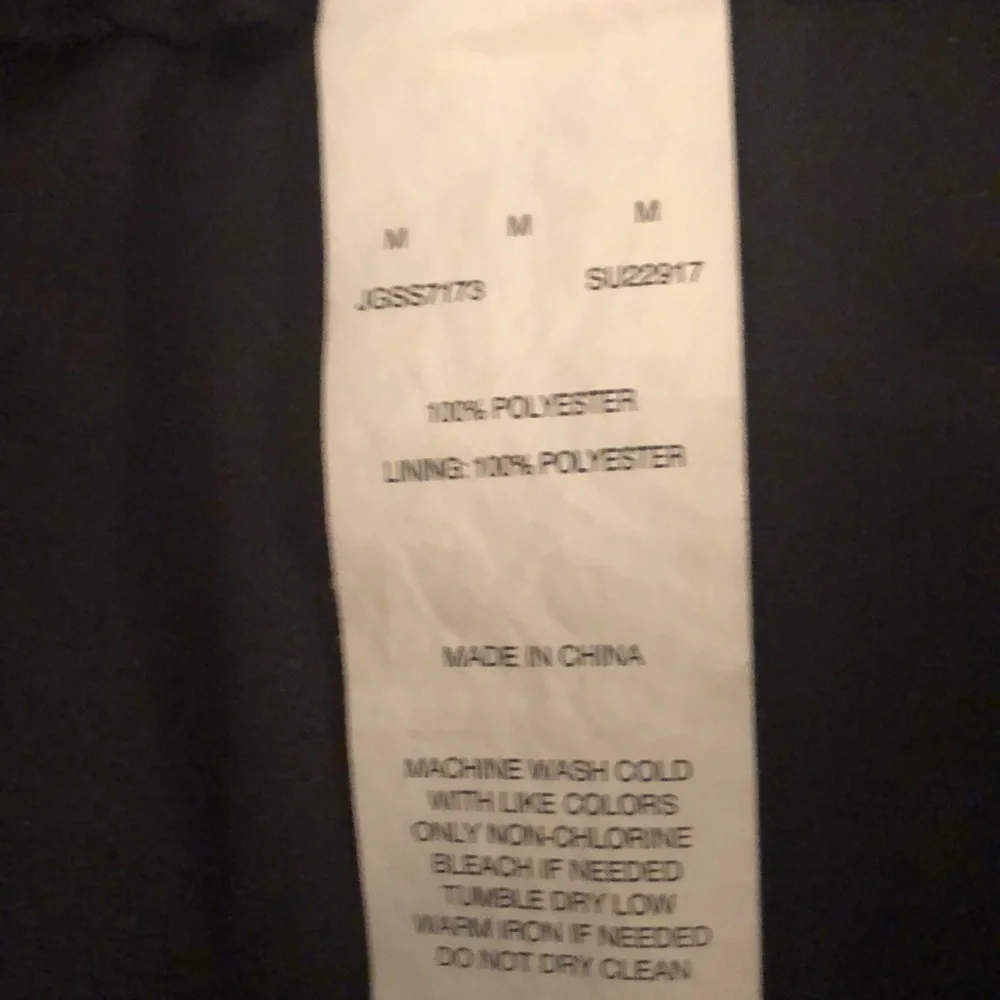 M M M
JGSS7173 SU22917
100% POLYESTER
LINING: 100% POLYESTER
MADE IN CHINA
MACHINE WASH COLD
WITH LIKE COLORS
ONLY NON-CHLORINE
BLEACH IF NEEDED
TUMBLE DRY LOW
WARM IRON IF NEEDED
DO NOT DRY CLEAN